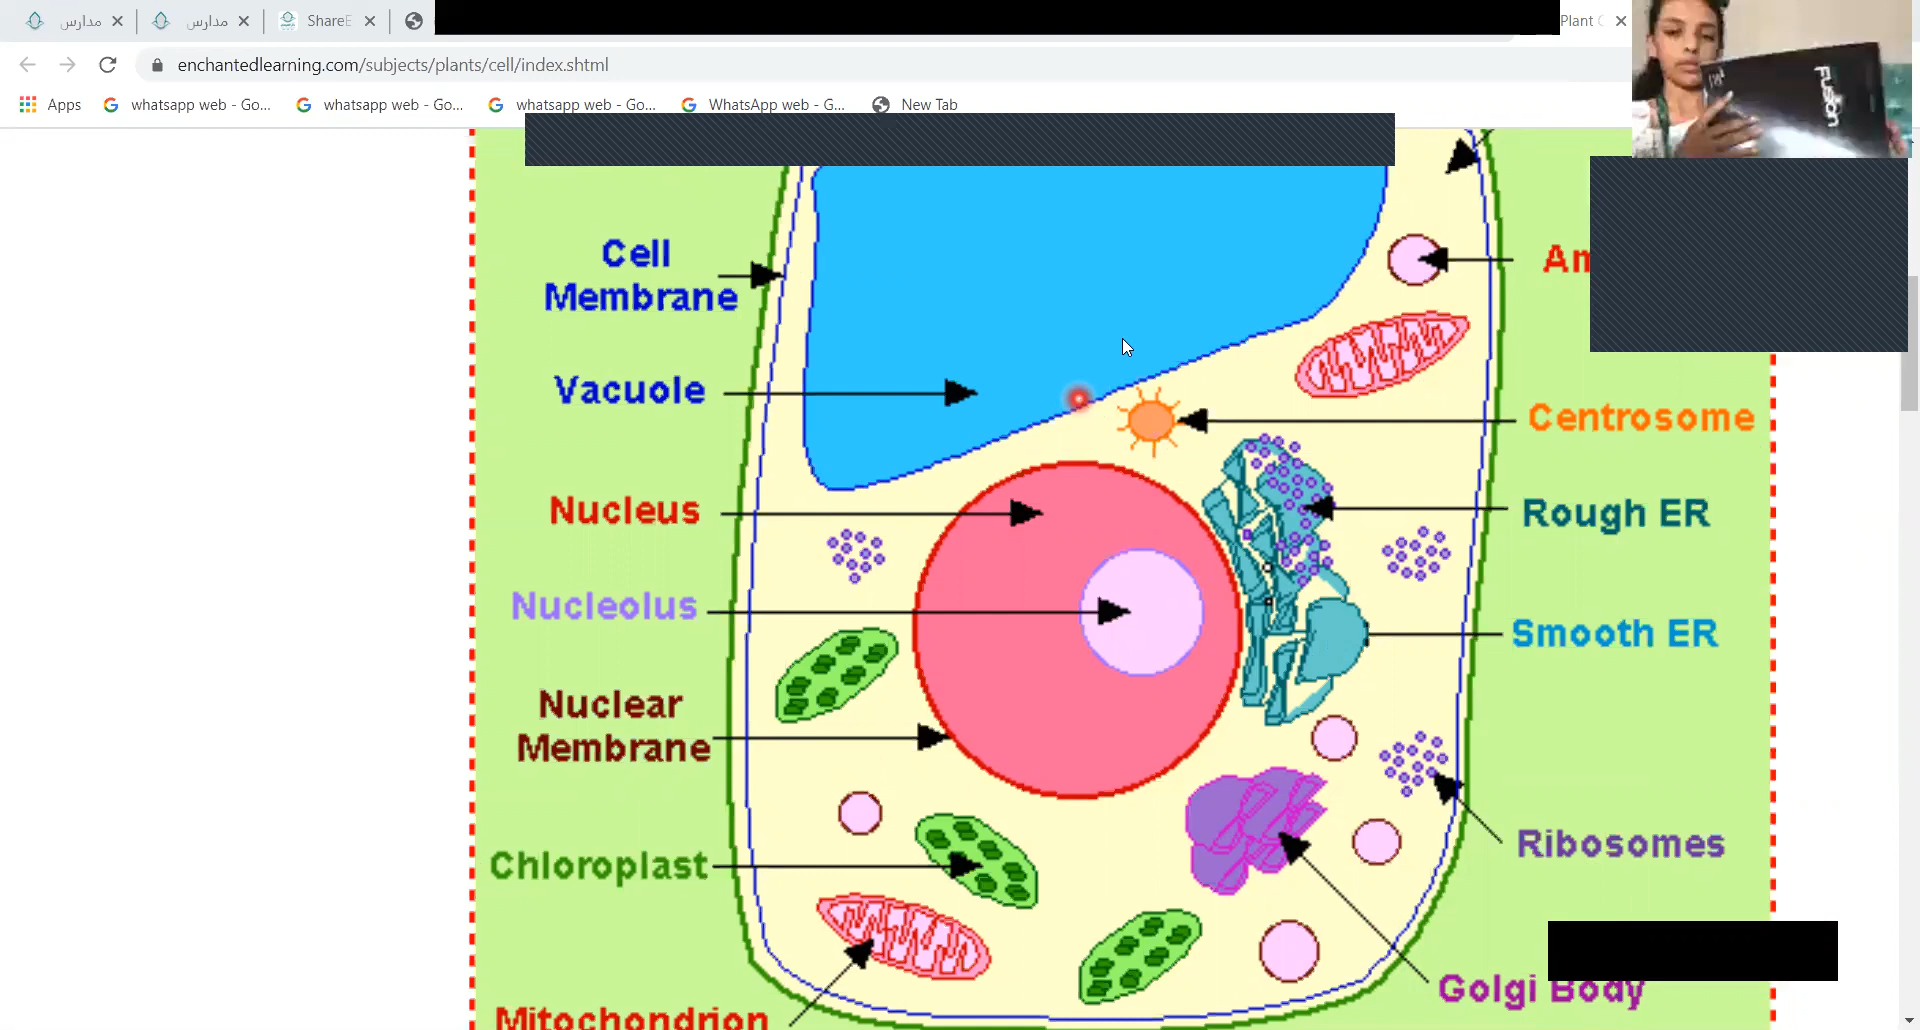 مدارس
مدارس
ShareE
Plant C
enchantedlearning.com/subjects/plants/cell/index.shtml
Apps
whatsapp web - Go...
whatsapp web - Go...
whatsapp web - Go...
WhatsApp web - G...
New Tab
Fusion
Cell
Membrane
Am
Vacuole
Centrosome
Nucleus
Rough ER
Nucleolus
Smooth ER
Nuclear
Membrane
Ribosomes
Chloroplast
Golgi Body
Mitochondrion